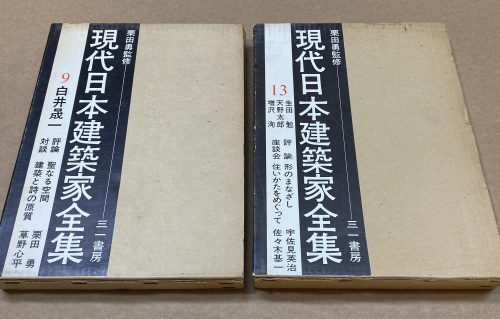 栗田勇監修
現代日本建築家全集
9 白井晟一
評論 聖なる空間 栗田 勇
対談 建築と詩の原質 草野心平
三一書房
栗田勇監修
現代日本建築家全集
13
生田 勉
天野太郎
増沢 洵
評論 形のまなざし 宇佐見英治
座談会 住いかたをめぐって 佐々木基一
三一書房